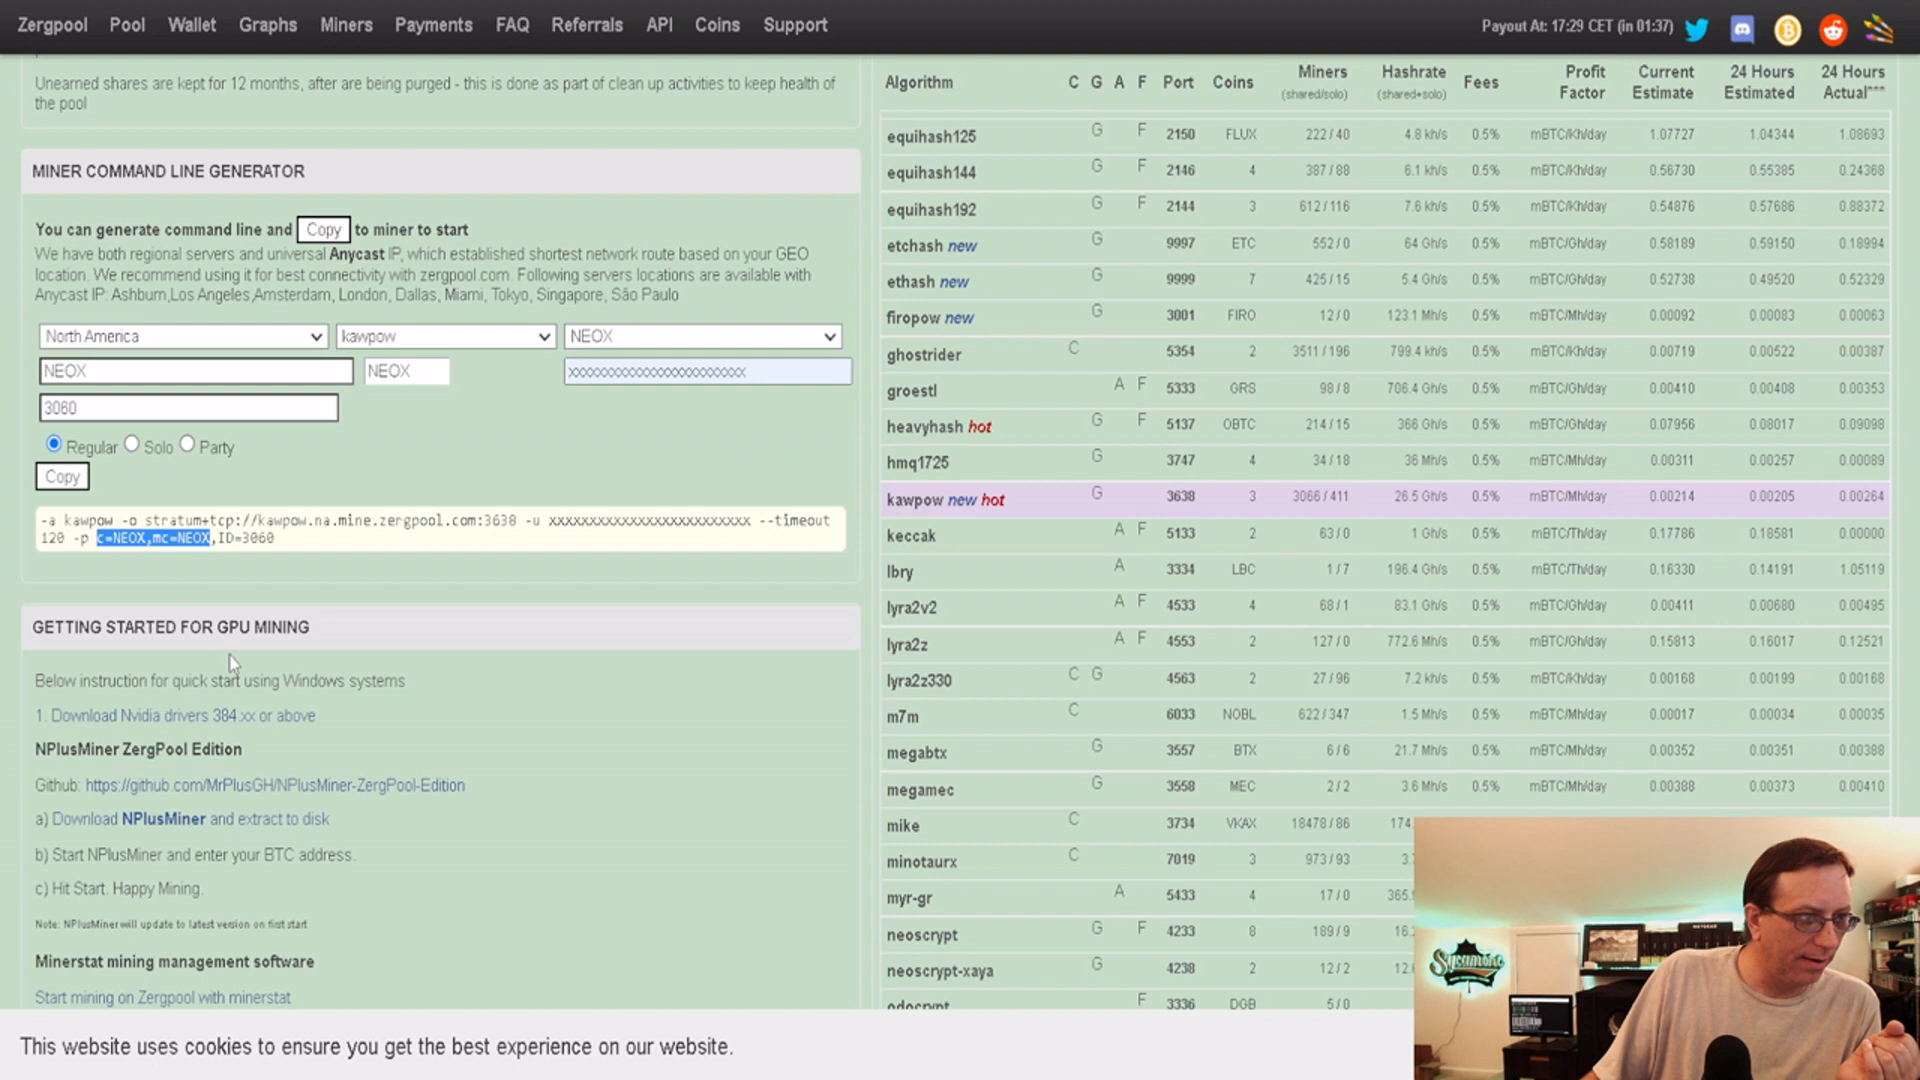 Zergpool Pool Wallet Graphs Miners Payments FAQ Referrals API Coins Support
Payout At: 17:29 CET (in 01:37)
Unearned shares are kept for 12 months, after are being purged - this is done as part of clean up activities to keep health of
the pool
MINER COMMAND LINE GENERATOR
You can generate command line and Copy to miner to start
We have both regional servers and universal Anycast IP, which established shortest network route based on your GEO
location. We recommend using it for best connectivity with zergpool.com. Following servers locations are available with
Anycast IP: Ashburn,Los Angeles,Amsterdam, London, Dallas, Miami, Tokyo, Singapore, São Paulo
North America kawpow NEOX
NEOX NEOX xxxxxxxxxxxxxxxxxxxxxxxxx
3060
Regular Solo Party
Copy
-a kawpow -o stratum+tcp://kawpow.na.mine.zergpool.com:3638 -u xxxxxxxxxxxxxxxxxxxxxxxxx --timeout
120 -p c=NEOX,mc=NEOX,ID=3060
GETTING STARTED FOR GPU MINING
Below instruction for quick start using Windows systems
1. Download Nvidia drivers 384.xx or above
NPlusMiner ZergPool Edition
Github: https://github.com/MrPlusGH/NPlusMiner-ZergPool-Edition
a) Download NPlusMiner and extract to disk
b) Start NPlusMiner and enter your BTC address.
c) Hit Start. Happy Mining.
Note: NPlusMiner will update to latest version on first start
Minerstat mining management software
Start mining on Zergpool with minerstat
Algorithm C G A F Port Coins Miners (shared/solo) Hashrate (shared+solo) Fees Profit Factor Current Estimate 24 Hours Estimated 24 Hours Actual***
equihash125 G F 2150 FLUX 222/40 4.8 kh/s 0.5% mBTC/Kh/day 1.07727 1.04344 1.08693
equihash144 G F 2146 4 387/88 6.1 kh/s 0.5% mBTC/Kh/day 0.56730 0.55385 0.24368
equihash192 G F 2144 3 612/116 7.6 kh/s 0.5% mBTC/Kh/day 0.54876 0.57686 0.88372
etchash new G 9997 ETC 552/0 64 Gh/s 0.5% mBTC/Gh/day 0.58189 0.59150 0.18994
ethash new G 9999 7 425/15 5.4 Gh/s 0.5% mBTC/Gh/day 0.52738 0.49520 0.52329
firopow new G 3001 FIRO 12/0 123.1 Mh/s 0.5% mBTC/Mh/day 0.00092 0.00083 0.00063
ghostrider C 5354 2 3511/196 799.4 kh/s 0.5% mBTC/Kh/day 0.00719 0.00522 0.00387
groestl A F 5333 GRS 98/8 706.4 Gh/s 0.5% mBTC/Gh/day 0.00410 0.00408 0.00353
heavyhash hot G F 5137 OBTC 214/15 366 Gh/s 0.5% mBTC/Gh/day 0.07956 0.08017 0.09098
hmq1725 G 3747 4 34/18 36 Mh/s 0.5% mBTC/Mh/day 0.00311 0.00257 0.00089
kawpow new hot G 3638 3 3066/411 26.5 Gh/s 0.5% mBTC/Mh/day 0.00214 0.00205 0.00264
keccak A F 5133 2 63/0 1 Gh/s 0.5% mBTC/Th/day 0.17786 0.18581 0.00000
lbry A 3334 LBC 1/7 196.4 Gh/s 0.5% mBTC/Th/day 0.16330 0.14191 1.05119
lyra2v2 A F 4533 4 68/1 83.1 Gh/s 0.5% mBTC/Gh/day 0.00411 0.00680 0.00495
lyra2z A F 4553 2 127/0 772.6 Mh/s 0.5% mBTC/Gh/day 0.15813 0.16017 0.12521
lyra2z330 C G 4563 2 27/96 7.2 kh/s 0.5% mBTC/Kh/day 0.00168 0.00199 0.00168
m7m C 6033 NOBL 622/347 1.5 Mh/s 0.5% mBTC/Mh/day 0.00017 0.00034 0.00035
megabtx G 3557 BTX 6/6 21.7 Mh/s 0.5% mBTC/Mh/day 0.00352 0.00351 0.00388
megamec G 3558 MEC 2/2 3.6 Mh/s 0.5% mBTC/Mh/day 0.00388 0.00373 0.00410
mike C 3734 VKAX 18478/86 174.
minotaurx C 7019 3 973/93 3.
myr-gr A 5433 4 17/0 365.
neoscrypt G F 4233 8 189/9 16.
neoscrypt-xaya G 4238 2 12/2 12.
odocrypt F 3336 DGB 5/0
This website uses cookies to ensure you get the best experience on our website.
Sycamore
NETGEAR